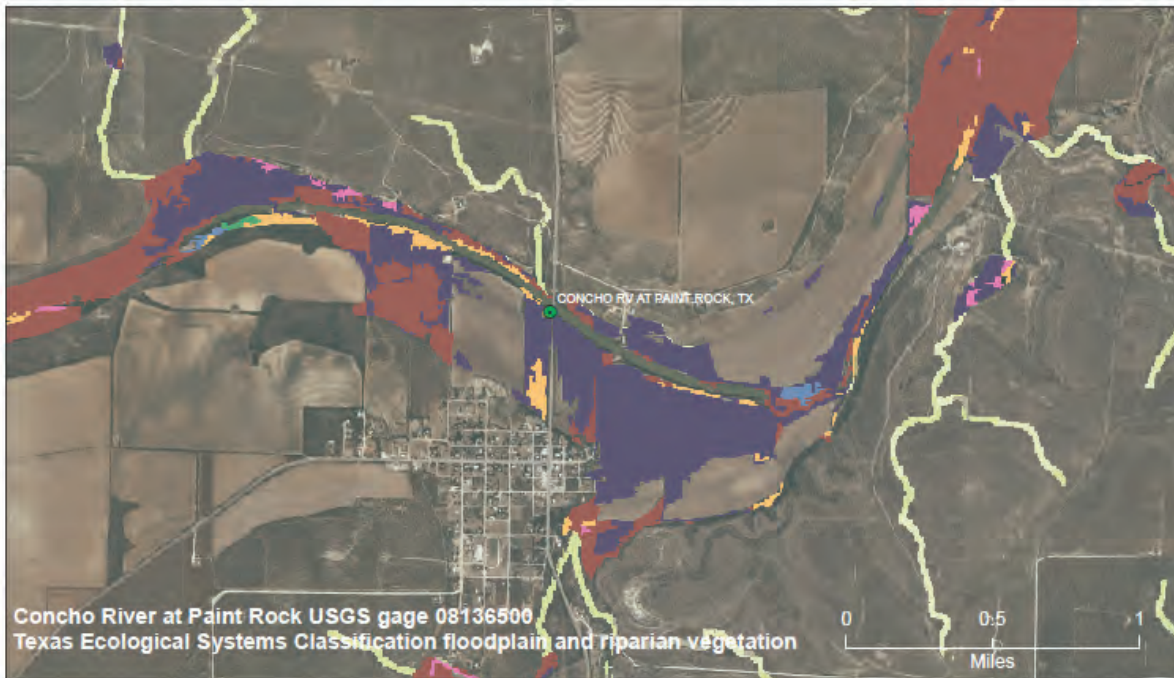 CONCHO RV AT PAINT ROCK, TX
Concho River at Paint Rock USGS gage 08136500
Texas Ecological Systems Classification floodplain and riparian vegetation
0 0.5 1
Miles